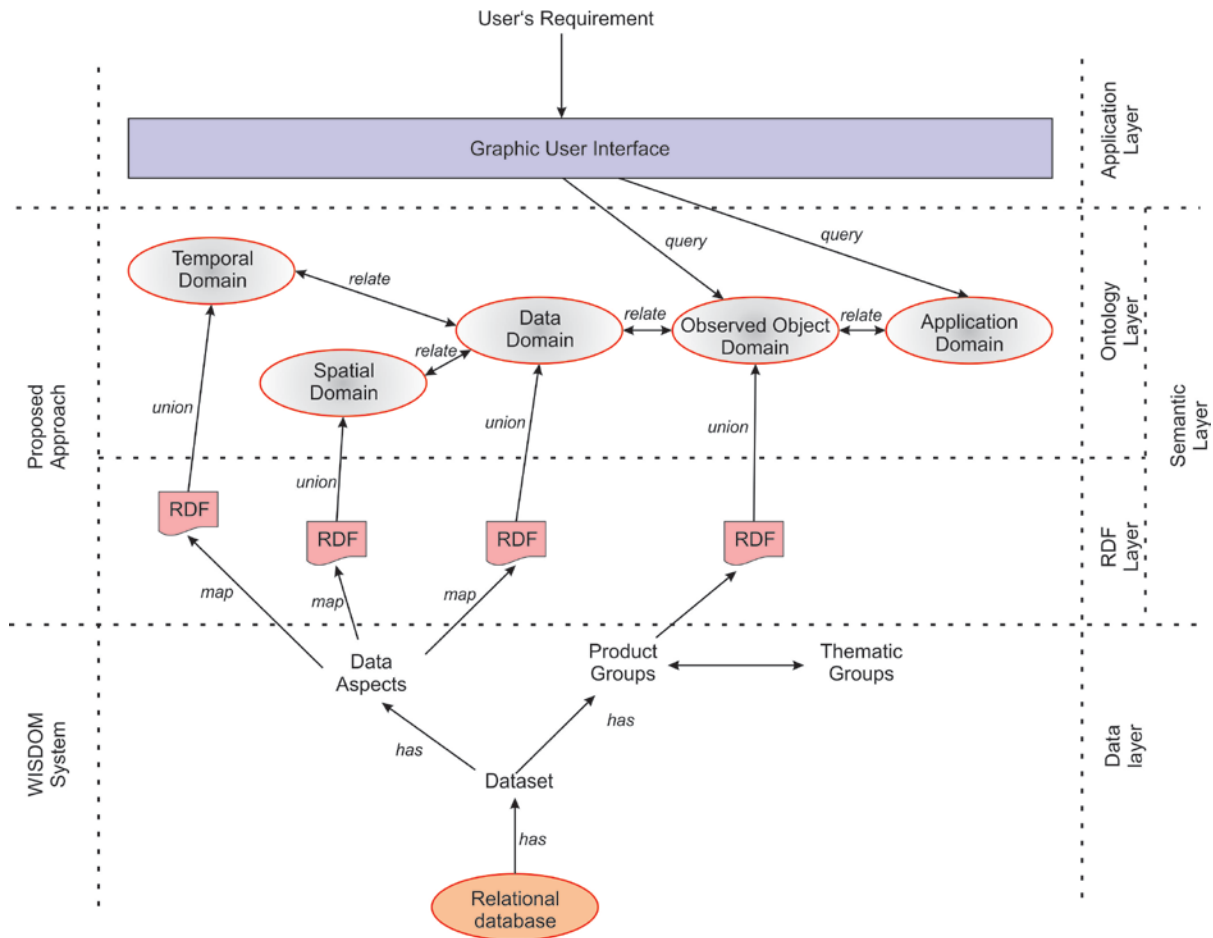 User's Requirement
Graphic User Interface
Application
Layer
query
query
Temporal
Domain
relate
Data
Domain
relate
Observed Object
Domain
relate
Application
Domain
relate
Spatial
Domain
Ontology
Layer
union
union
union
union
Proposed
Approach
Semantic
Layer
RDF
RDF
RDF
RDF
RDF
Layer
map
map
map
Data
Aspects
Product
Groups
Thematic
Groups
has
has
WISDOM
System
Data
layer
Dataset
has
Relational
database